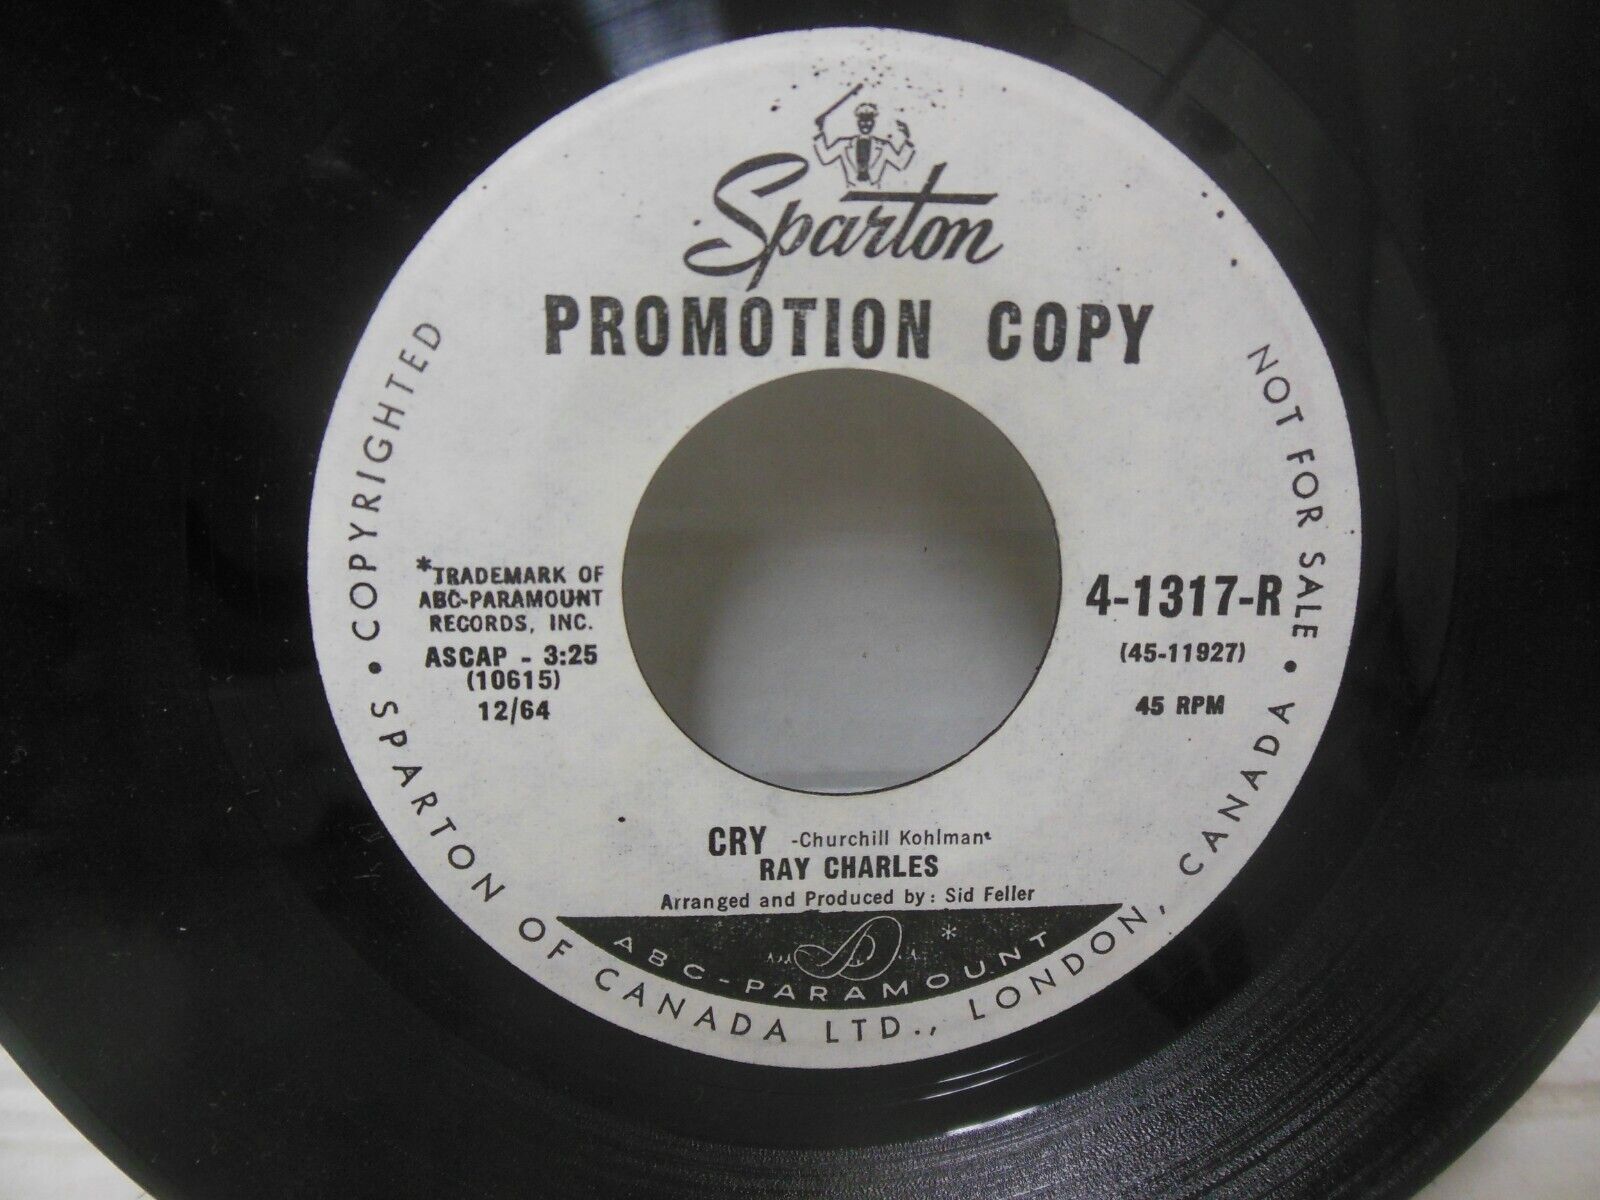 Sparton
PROMOTION COPY
COPYRIGHTED
NOT FOR SALE
*TRADEMARK OF
ABC-PARAMOUNT
RECORDS, INC.
ASCAP - 3:25
(10615)
12/64
4-1317-R
(45-11927)
45 RPM
CRY -Churchill Kohlman-
RAY CHARLES
Arranged and Produced by: Sid Feller
*
ABC-PARAMOUNT
• SPARTON OF CANADA LTD., LONDON, CANADA •